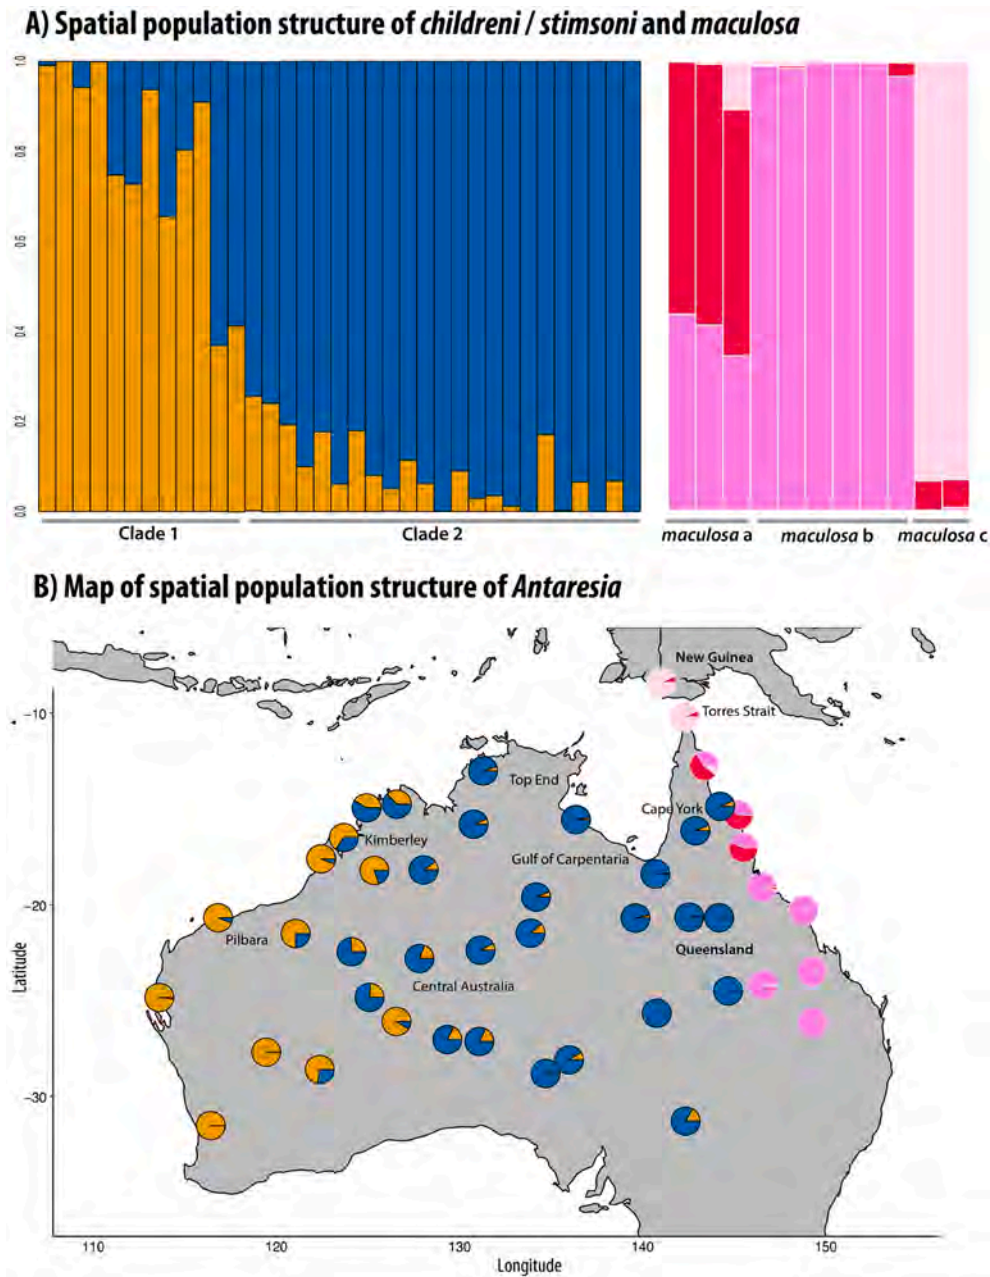 A) Spatial population structure of childreni / stimsoni and maculosa
1.0
0.8
0.6
0.4
0.2
0.0
Clade 1
Clade 2
maculosa a
maculosa b
maculosa c
B) Map of spatial population structure of Antaresia
New Guinea
−10
Torres Strait
Top End
Cape York
Kimberley
Gulf of Carpentaria
−20
Pilbara
Queensland
Latitude
Central Australia
−30
110
120
130
140
150
Longitude